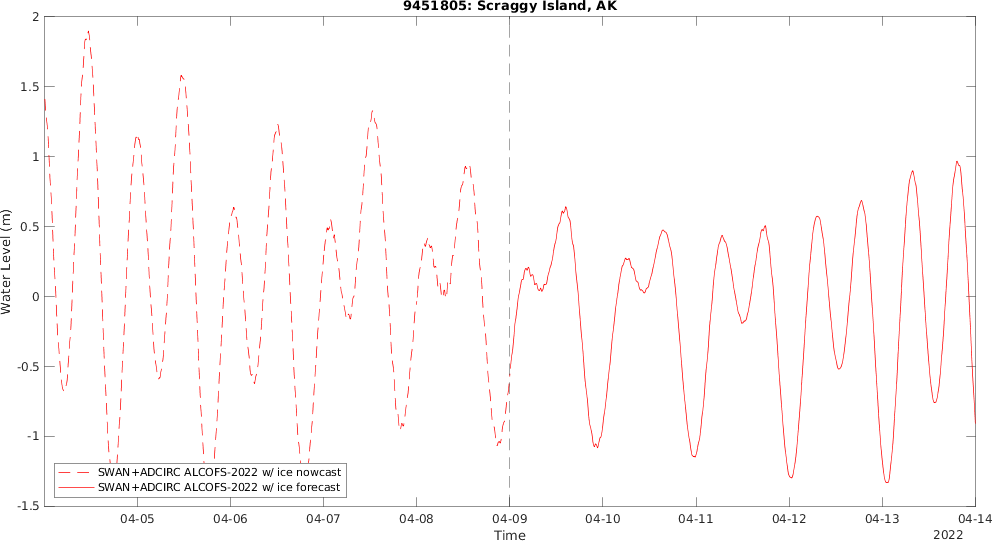 9451805: Scraggy Island, AK
Water Level (m)
2
1.5
1
0.5
0
-0.5
-1
-1.5
SWAN+ADCIRC ALCOFS-2022 w/ ice nowcast
SWAN+ADCIRC ALCOFS-2022 w/ ice forecast
04-05 04-06 04-07 04-08 04-09 04-10 04-11 04-12 04-13 04-14
Time
2022